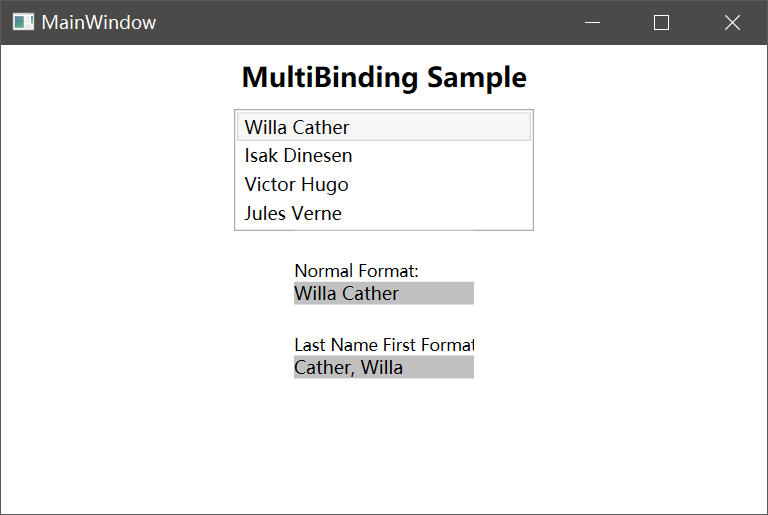 MainWindow
MultiBinding Sample
Willa Cather
Isak Dinesen
Victor Hugo
Jules Verne
Normal Format:
Willa Cather
Last Name First Format
Cather, Willa